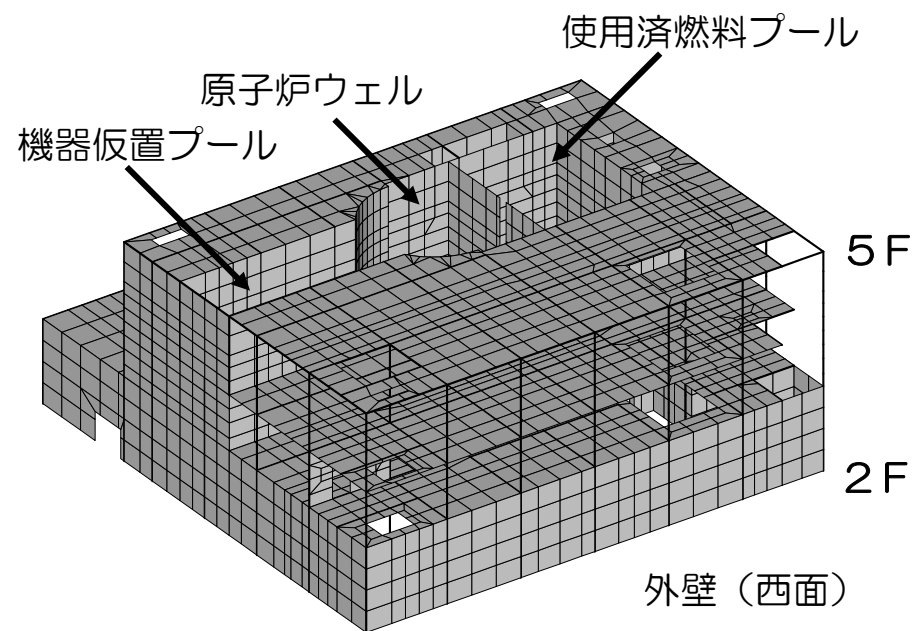 使用済燃料プール
原子炉ウェル
機器仮置プール
５Ｆ
２Ｆ
外壁（西面）